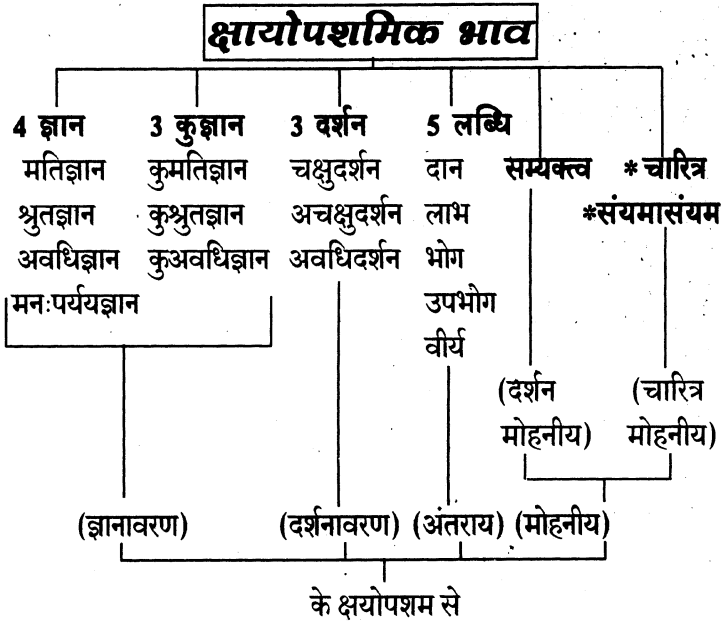 क्षायोपशमिक भाव
4 ज्ञान
मतिज्ञान
श्रुतज्ञान
अवधिज्ञान
मनःपर्ययज्ञान
3 कुज्ञान
कुमतिज्ञान
कुश्रुतज्ञान
कुअवधिज्ञान
3 दर्शन
चक्षुदर्शन
अचक्षुदर्शन
अवधिदर्शन
5 लब्धि
दान
लाभ
भोग
उपभोग
वीर्य
सम्यक्त्व
*चारित्र
*संयमासंयम
(दर्शन
मोहनीय)
(चारित्र
मोहनीय)
(ज्ञानावरण) (दर्शनावरण) (अंतराय) (मोहनीय)
के क्षयोपशम से